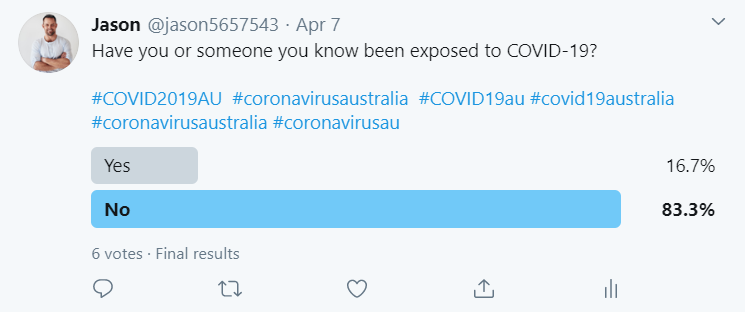 Jason @jason5657543 · Apr 7
Have you or someone you know been exposed to COVID-19?
#COVID2019AU #coronavirusaustralia #COVID19au #covid19australia
#coronavirusaustralia #coronavirusau
Yes 16.7%
No 83.3%
6 votes · Final results